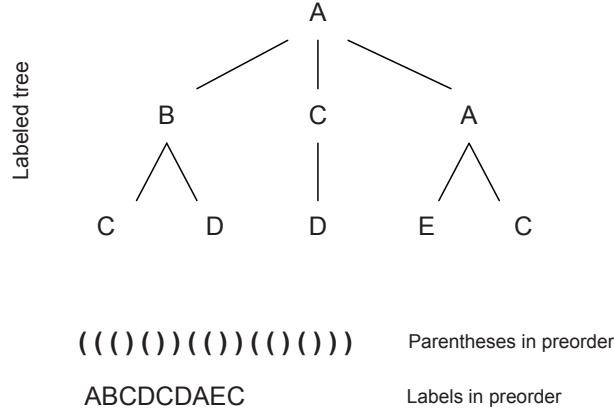 A
Labeled tree
B C A
C D D E C
((()())(())(()()))
Parentheses in preorder
ABCDCDAEC
Labels in preorder